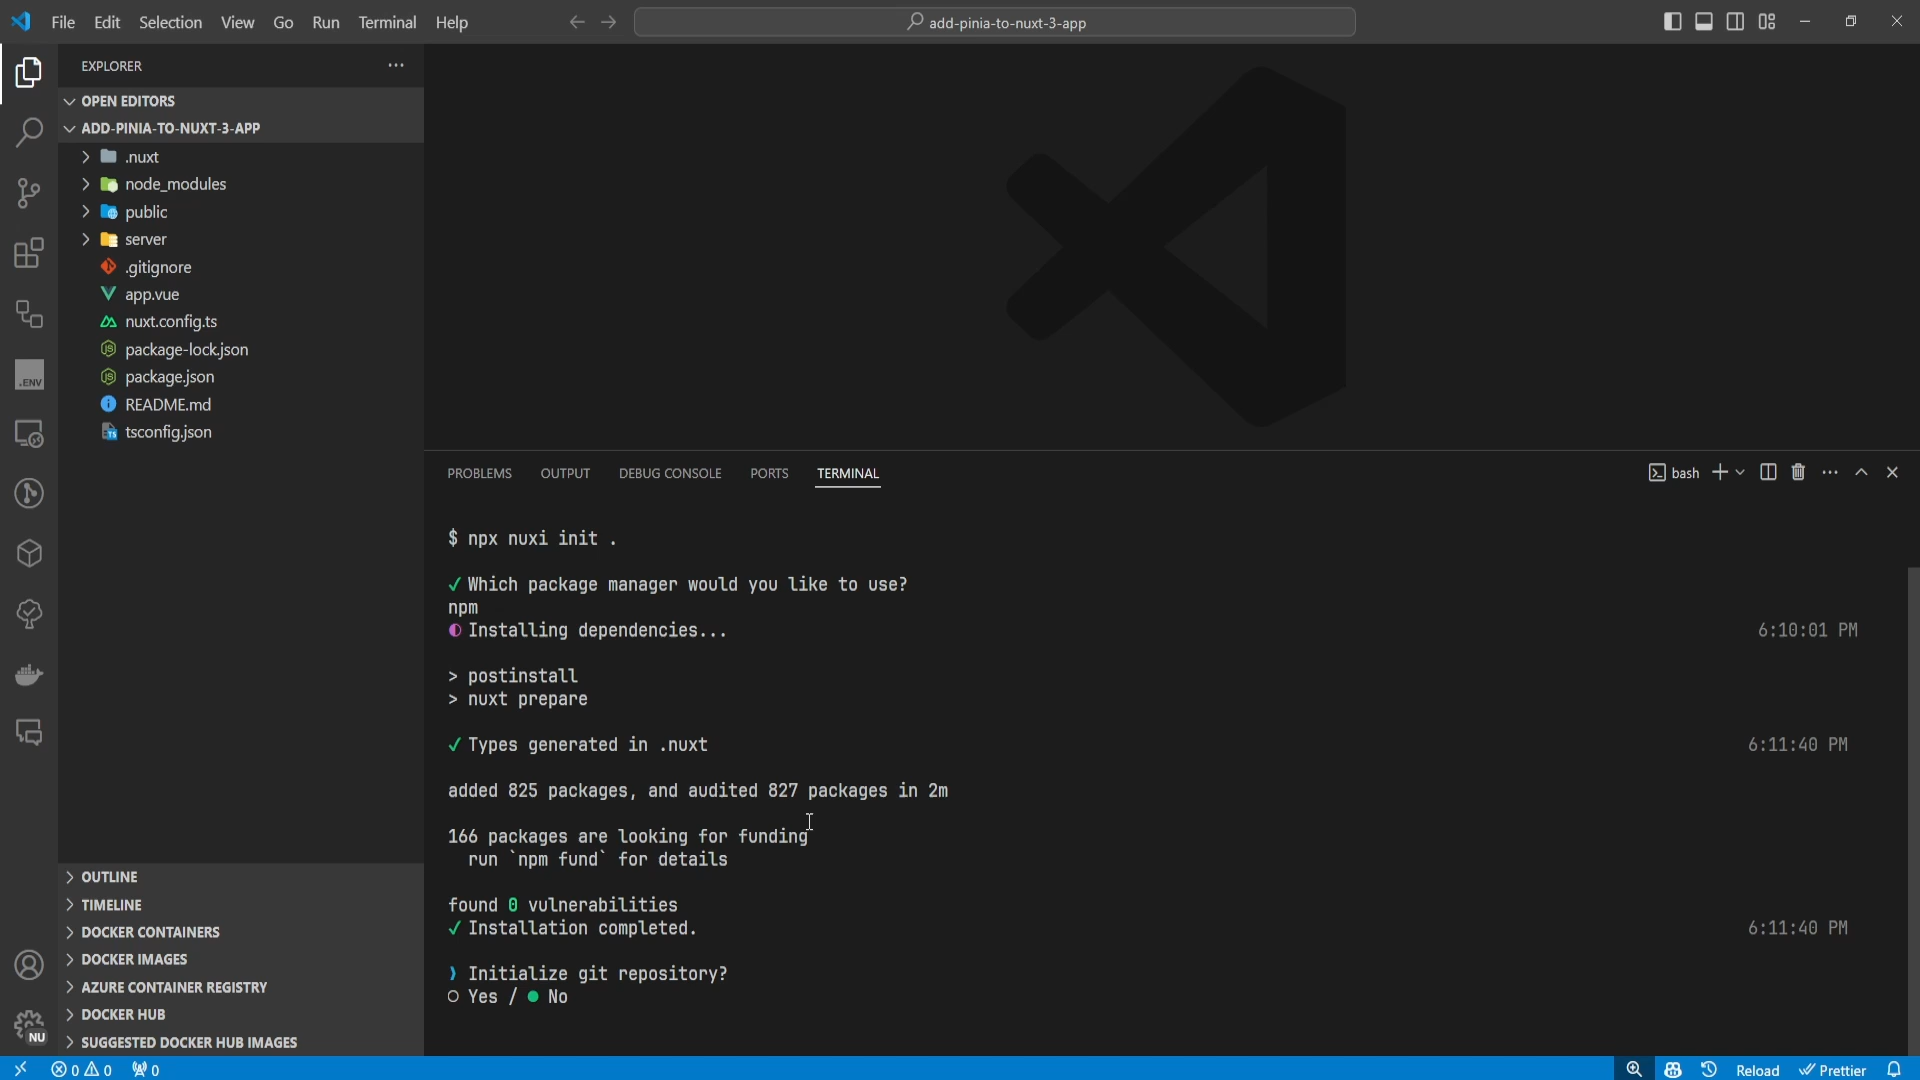 File Edit Selection View Go Run Terminal Help
add-pinia-to-nuxt-3-app
EXPLORER
OPEN EDITORS
ADD-PINIA-TO-NUXT-3-APP
.nuxt
node_modules
public
server
.gitignore
app.vue
nuxt.config.ts
package-lock.json
package.json
README.md
tsconfig.json
.ENV
OUTLINE
TIMELINE
DOCKER CONTAINERS
DOCKER IMAGES
AZURE CONTAINER REGISTRY
DOCKER HUB
SUGGESTED DOCKER HUB IMAGES
NU
PROBLEMS OUTPUT DEBUG CONSOLE PORTS TERMINAL
bash
$ npx nuxi init .
✓ Which package manager would you like to use?
npm
Installing dependencies... 6:10:01 PM
> postinstall
> nuxt prepare
✓ Types generated in .nuxt 6:11:40 PM
added 825 packages, and audited 827 packages in 2m
166 packages are looking for funding
run `npm fund` for details
found 0 vulnerabilities
✓ Installation completed. 6:11:40 PM
❯ Initialize git repository?
○ Yes / ● No
0 0 0 Reload Prettier